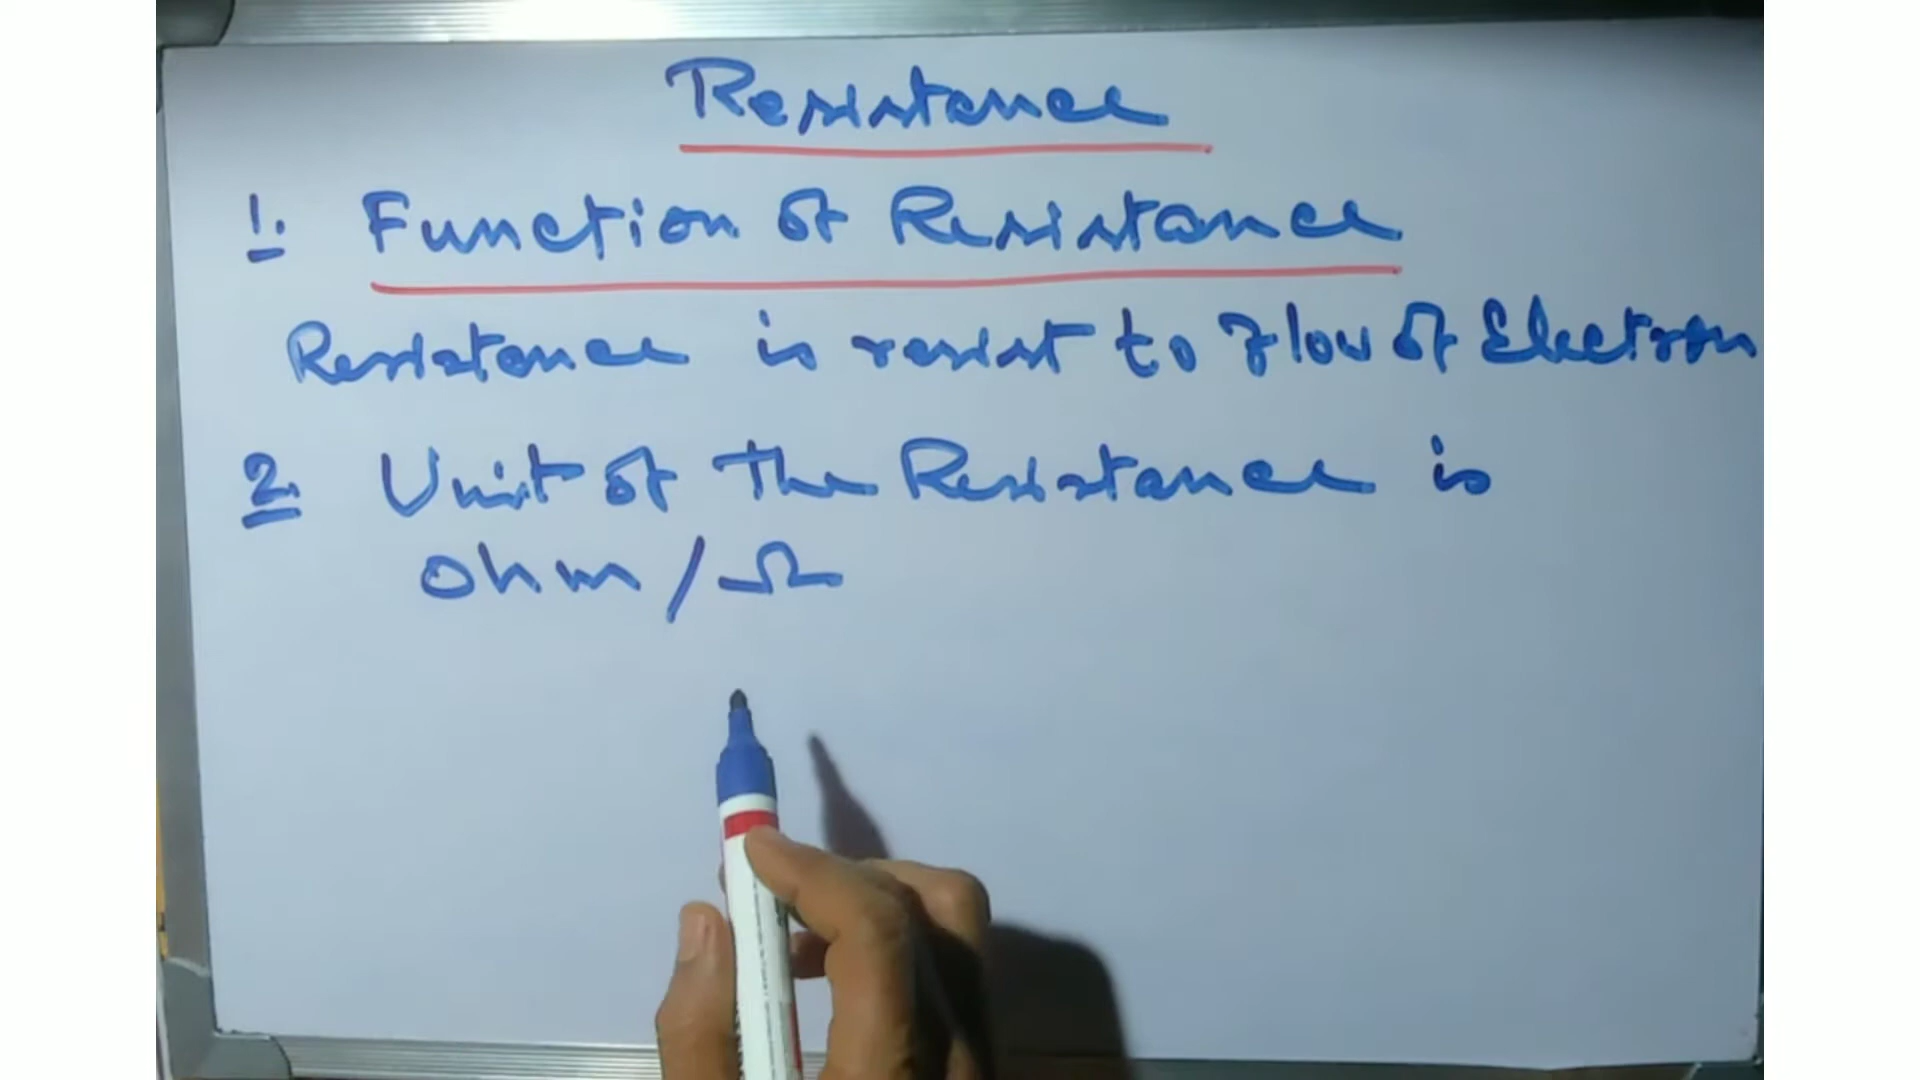 Resistance
1. Function of Resistance
Resistance is resist to Flow of Electron
2. Unit of The Resistance is
Ohm / Ω